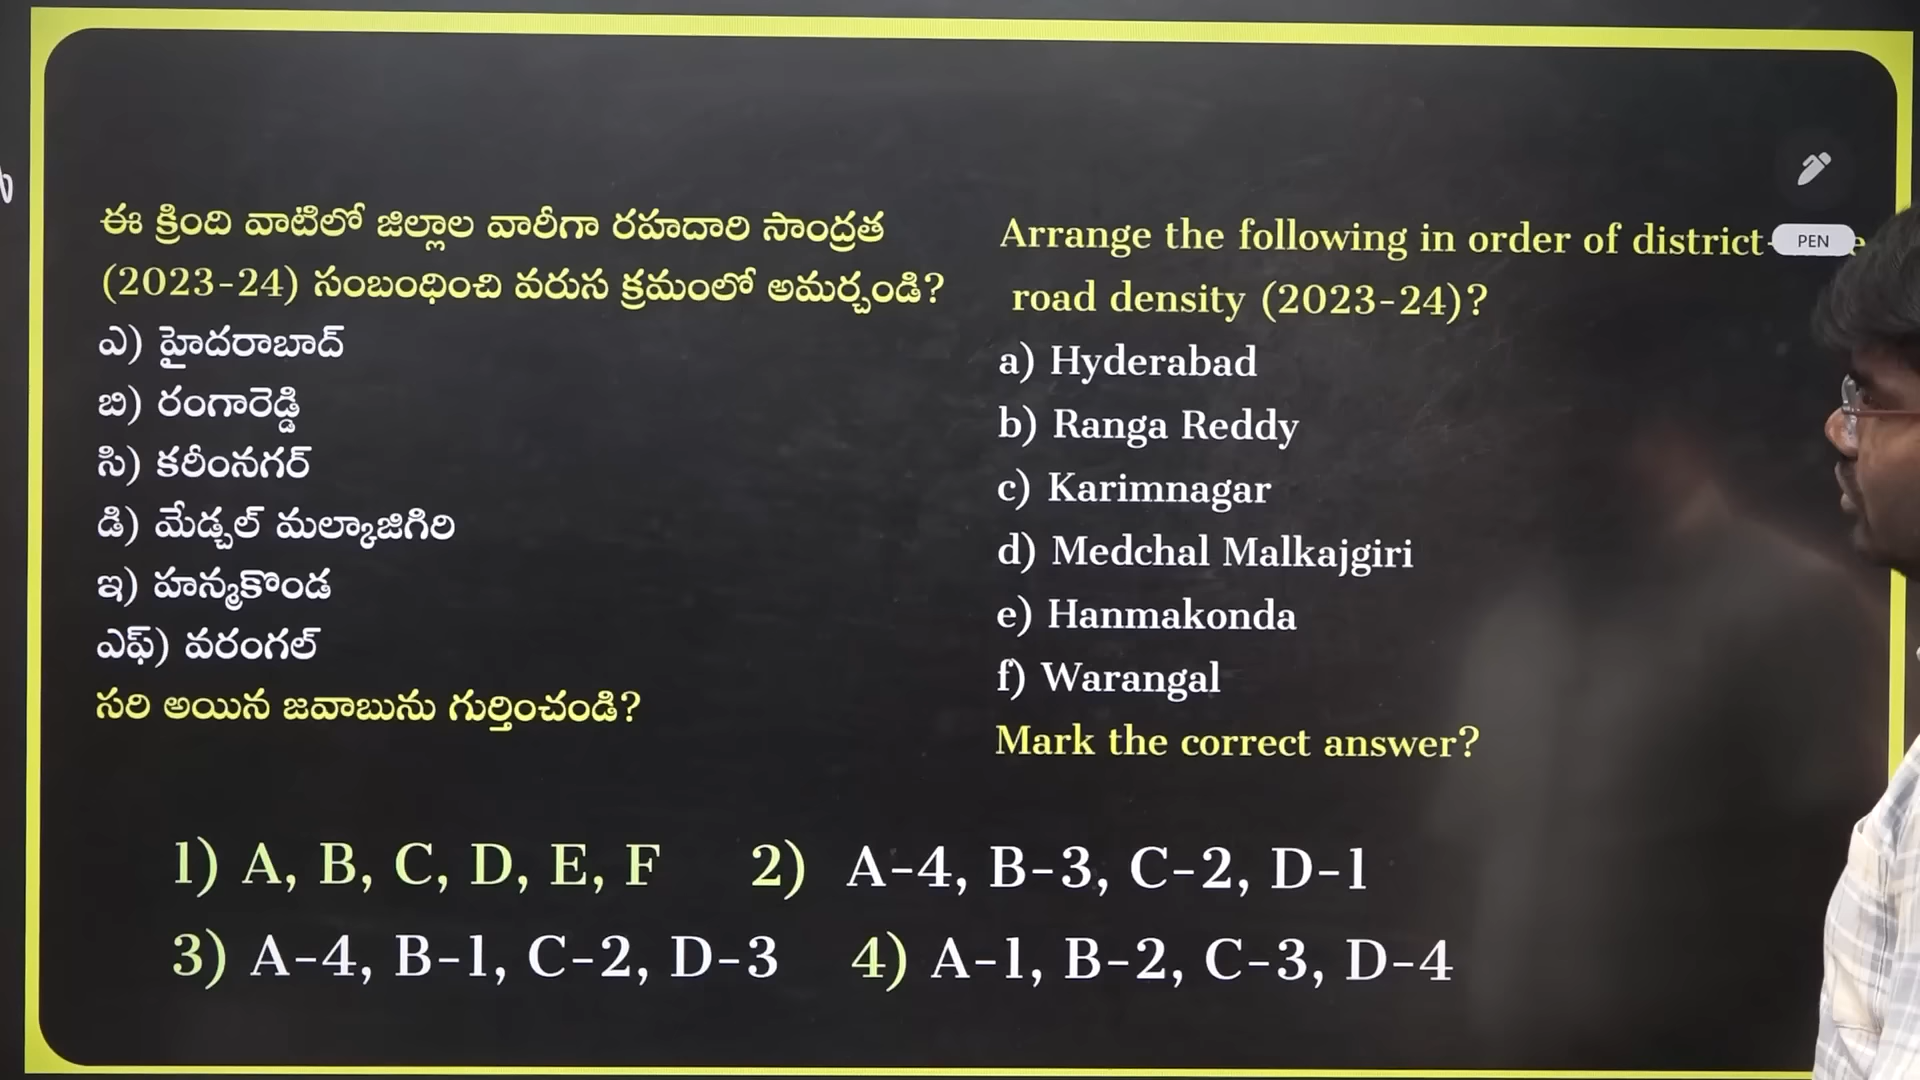 ఈ క్రింది వాటిలో జిల్లాల వారీగా రహదారి సాంద్రత
(2023-24) సంబంధించి వరుస క్రమంలో అమర్చండి?
ఎ) హైదరాబాద్
బి) రంగారెడ్డి
సి) కరీంనగర్
డి) మేడ్చల్ మల్కాజిగిరి
ఇ) హన్మకొండ
ఎఫ్) వరంగల్
సరి అయిన జవాబును గుర్తించండి?
Arrange the following in order of district-
PEN
road density (2023-24)?
a) Hyderabad
b) Ranga Reddy
c) Karimnagar
d) Medchal Malkajgiri
e) Hanmakonda
f) Warangal
Mark the correct answer?
1) A, B, C, D, E, F 2) A-4, B-3, C-2, D-1
3) A-4, B-1, C-2, D-3 4) A-1, B-2, C-3, D-4